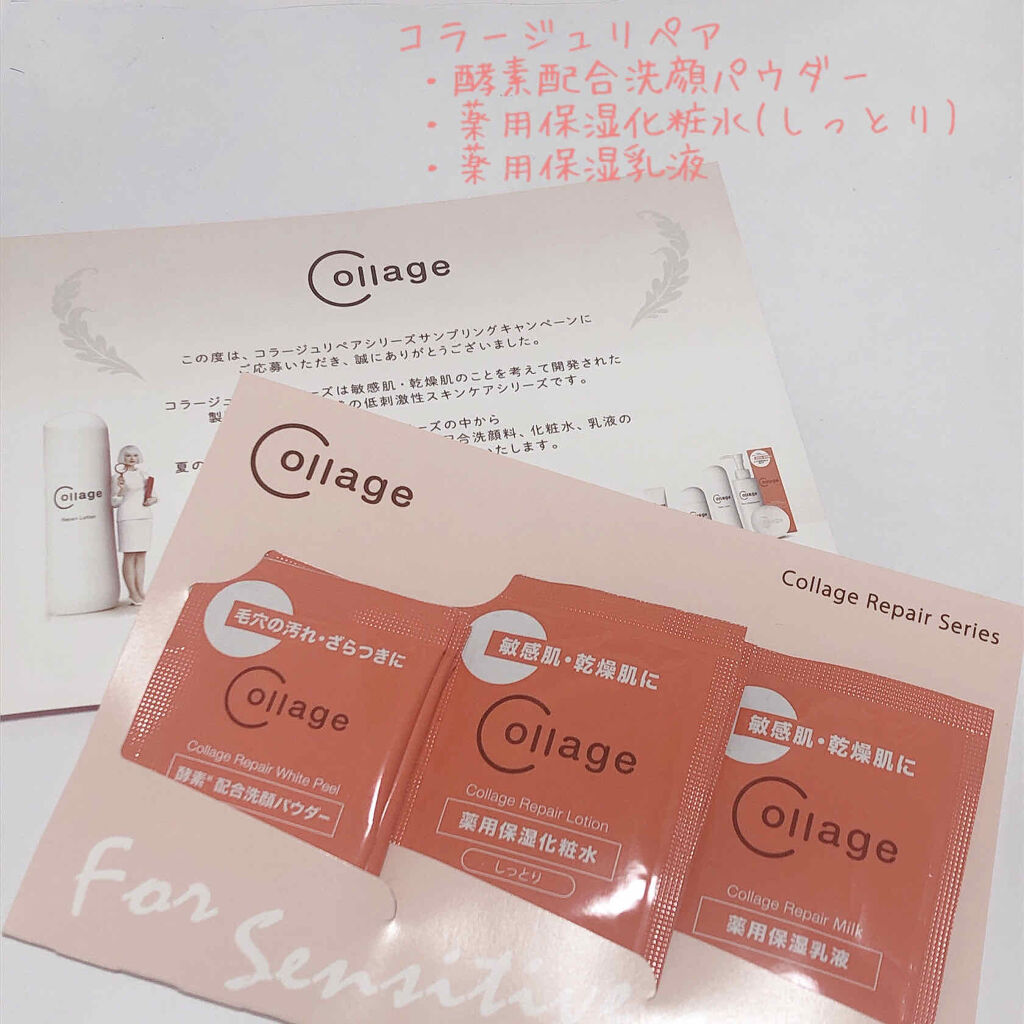 コラージュリペア
・酵素配合洗顔パウダー
・薬用保湿化粧水(しっとり)
・薬用保湿乳液
Collage
この度は、コラージュリペアシリーズサンプリングキャンペーンに
ご応募いただき、誠にありがとうございました。
コラージュ
ーズは敏感肌・乾燥肌のことを考えて開発された
製
の低刺激性スキンケアシリーズです。
ーズの中から
合洗顔料、化粧水、乳液の
夏の
いたします。
Collage
Repair Lotion
Collage
Collage Repair Series
毛穴の汚れ・ざらつきに
Collage
Collage Repair White Peel
酵素*配合洗顔パウダー
敏感肌・乾燥肌に
Collage
Collage Repair Lotion
薬用保湿化粧水
しっとり
敏感肌・乾燥肌に
Collage
Collage Repair Milk
薬用保湿乳液
For
Sensitive